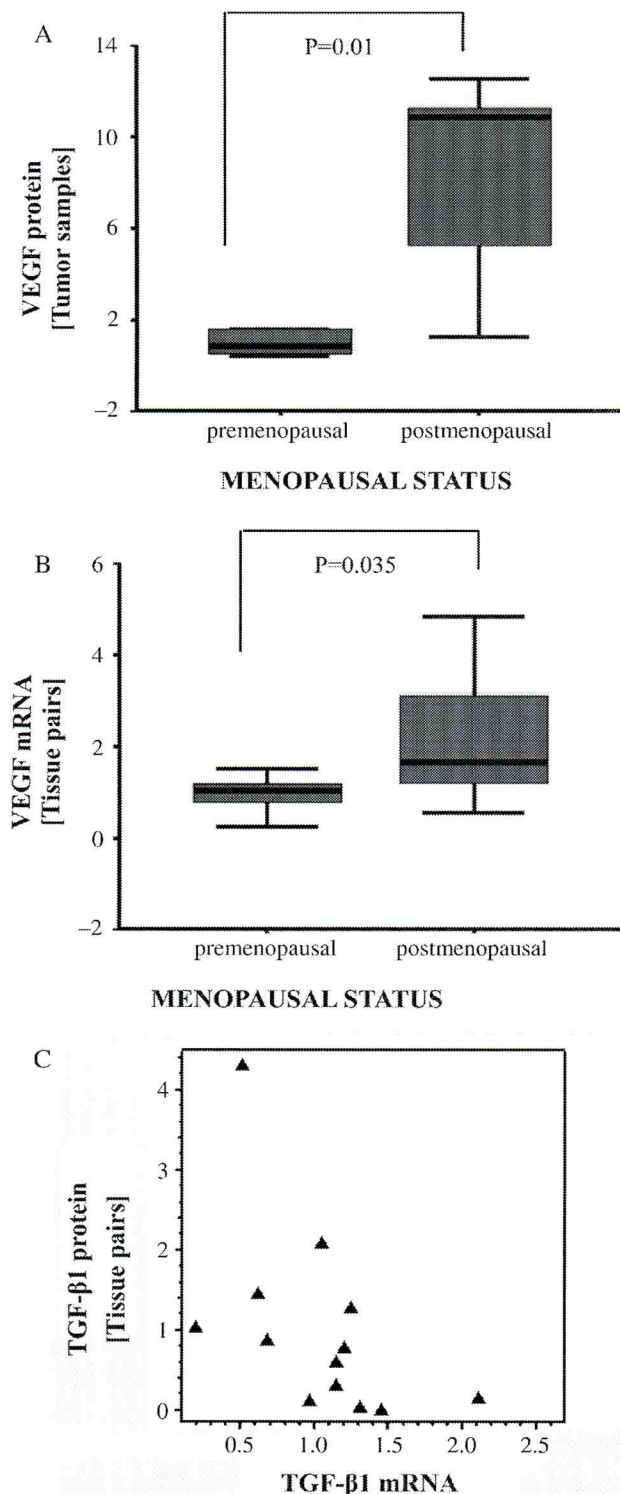 A
P=0.01
14
10
6
2
–2
VEGF protein
[Tumor samples]
premenopausal postmenopausal
MENOPAUSAL STATUS
B
P=0.035
6
4
2
0
–2
VEGF mRNA
[Tissue pairs]
premenopausal postmenopausal
MENOPAUSAL STATUS
C
4
3
2
1
0
TGF-β1 protein
[Tissue pairs]
0.5 1.0 1.5 2.0 2.5
TGF-β1 mRNA